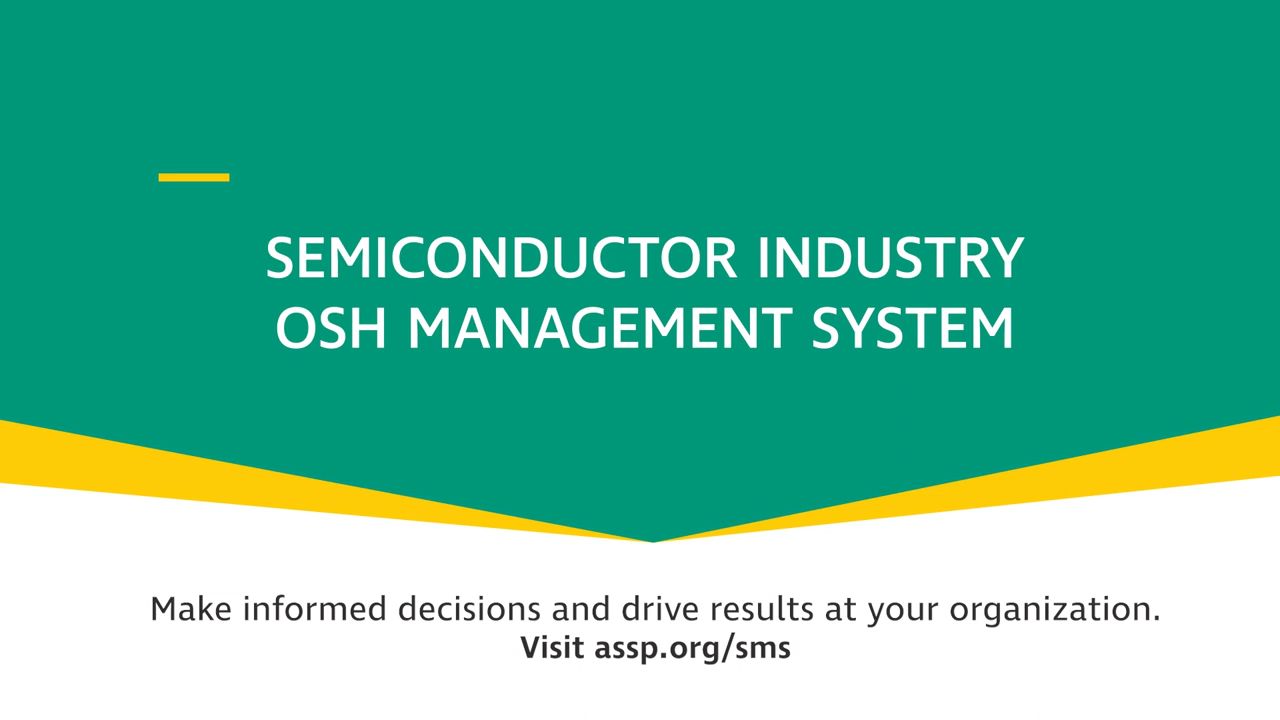 SEMICONDUCTOR INDUSTRY
OSH MANAGEMENT SYSTEM
Make informed decisions and drive results at your organization.
Visit assp.org/sms